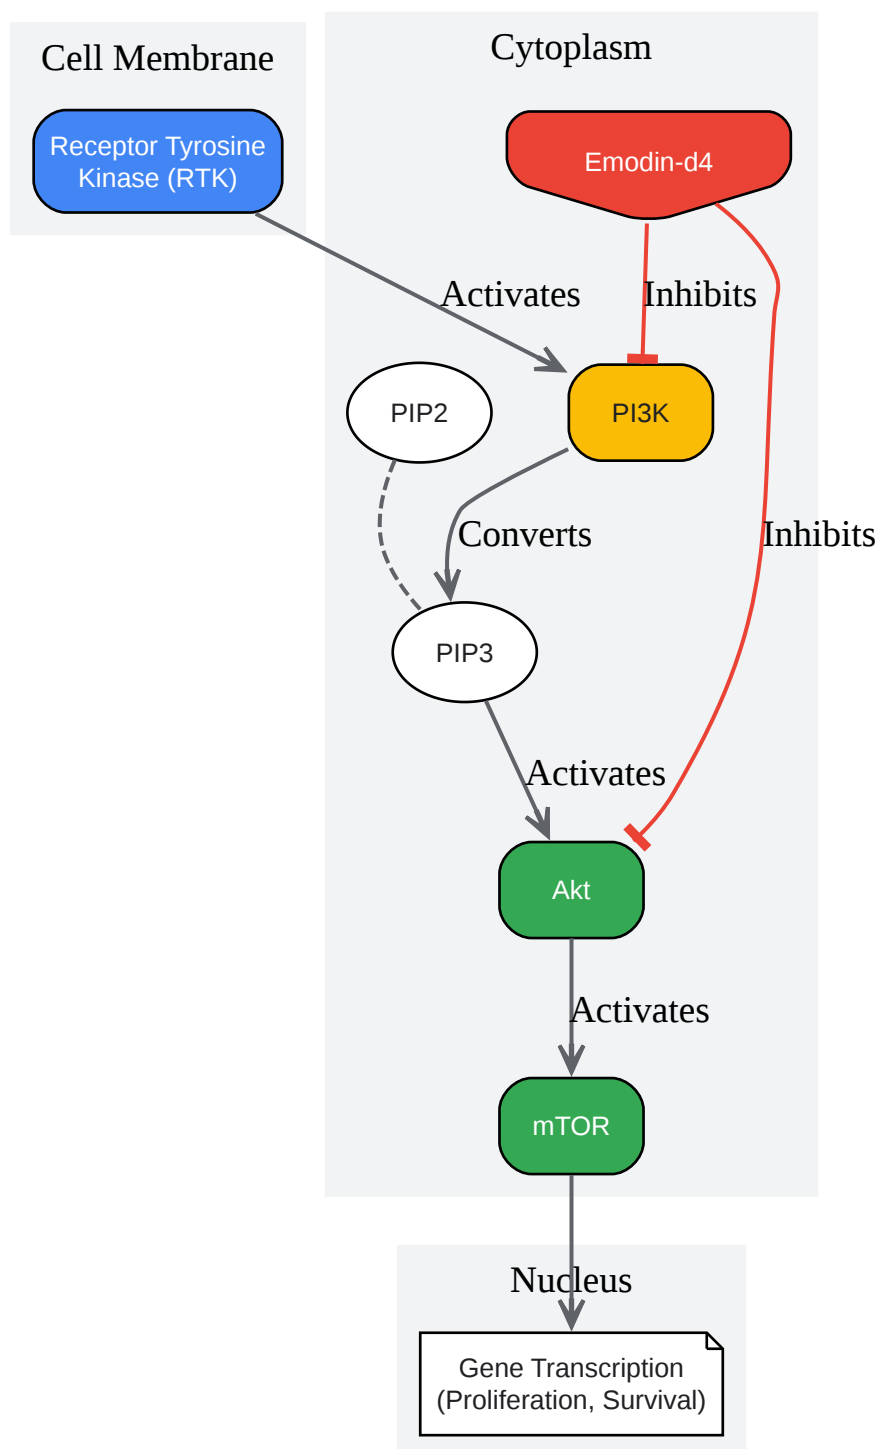 Cell Membrane
Cytoplasm
Receptor Tyrosine
Kinase (RTK)
Emodin-d4
Activates
Inhibits
PIP2
PI3K
Converts
Inhibits
PIP3
Activates
Akt
Activates
mTOR
Nucleus
Gene Transcription
(Proliferation, Survival)